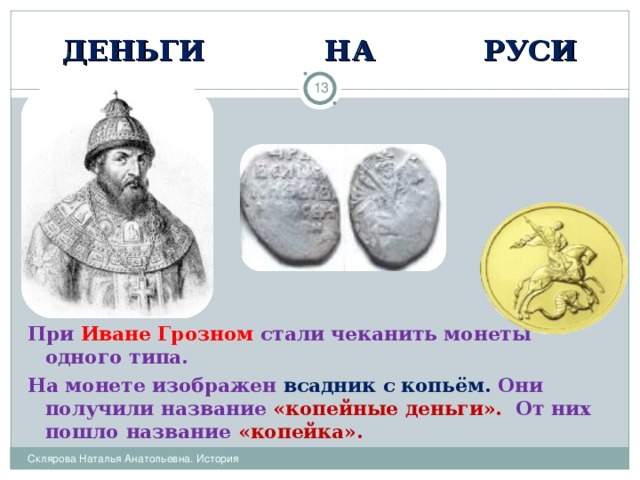 ДЕНЬГИ НА РУСИ
13
При Иване Грозном стали чеканить монеты
одного типа.
На монете изображен всадник с копьём. Они
получили название «копейные деньги». От них
пошло название «копейка».
Склярова Наталья Анатольевна. История